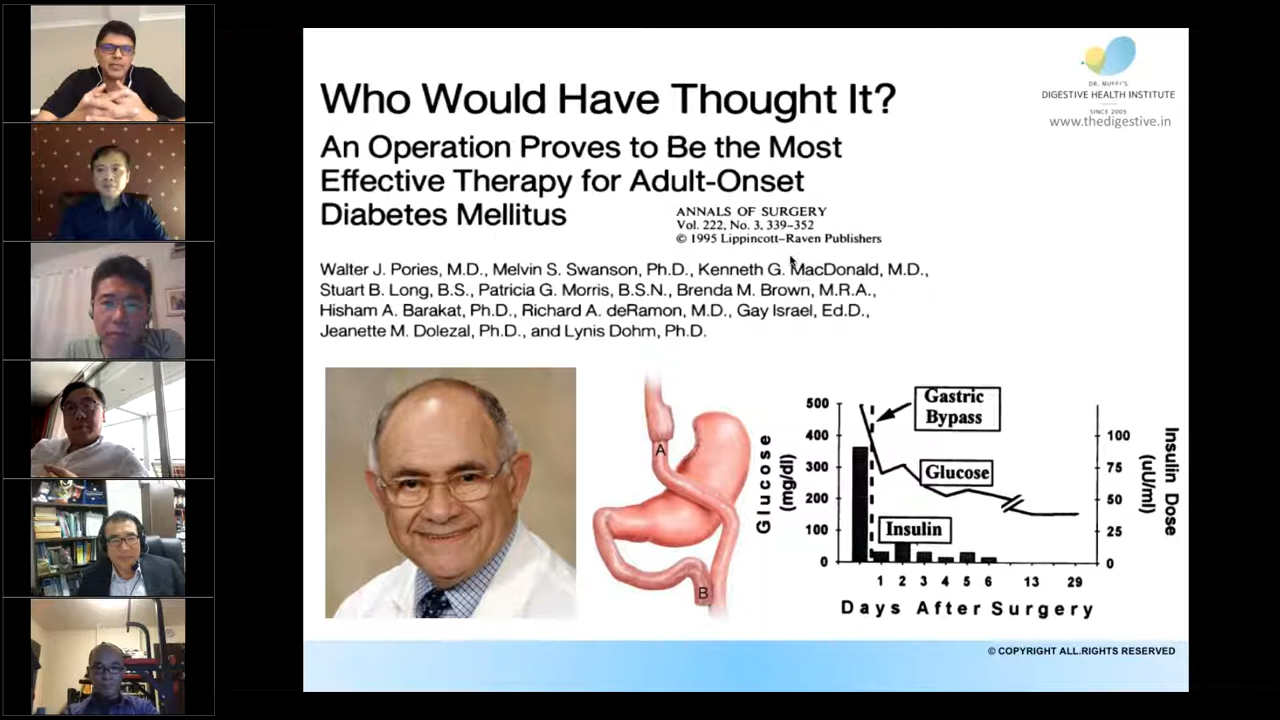 Who Would Have Thought It?
An Operation Proves to Be the Most
Effective Therapy for Adult-Onset
Diabetes Mellitus
ANNALS OF SURGERY
Vol. 222, No. 3, 339–352
© 1995 Lippincott–Raven Publishers
Walter J. Pories, M.D., Melvin S. Swanson, Ph.D., Kenneth G. MacDonald, M.D.,
Stuart B. Long, B.S., Patricia G. Morris, B.S.N., Brenda M. Brown, M.R.A.,
Hisham A. Barakat, Ph.D., Richard A. deRamon, M.D., Gay Israel, Ed.D.,
Jeanette M. Dolezal, Ph.D., and Lynis Dohm, Ph.D.
DR. MUFFI'S
DIGESTIVE HEALTH INSTITUTE
SINCE 2005
www.thedigestive.in
A
B
Glucose
(mg/dl)
500
400
300
200
100
0
Gastric
Bypass
Glucose
Insulin
100
75
50
25
0
Insulin Dose
(uU/ml)
1 2 3 4 5 6 13 29
Days After Surgery
© COPYRIGHT ALL.RIGHTS RESERVED